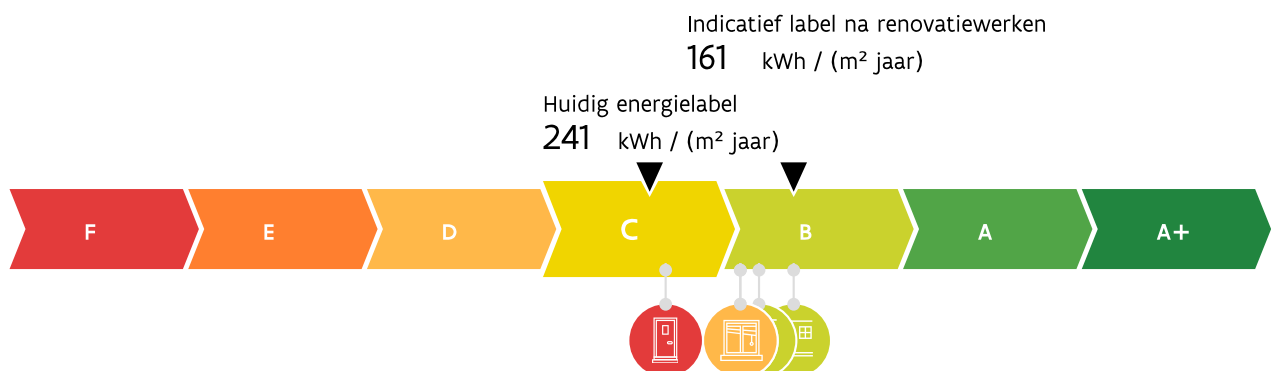 Indicatief label na renovatiewerken
161 kWh / (m² jaar)
Huidig energielabel
241 kWh / (m² jaar)
F E D C B A A+